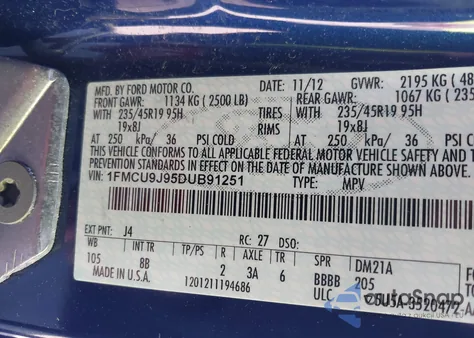 MFD. BY FORD MOTOR CO. 11/12 GVWR: 2195 KG ( 48
FRONT GAWR: 1134 KG ( 2500 LB) REAR GAWR: 1067 KG ( 235
WITH 235/45R19 95H TIRES WITH 235/45R19 95H
19x8J RIMS 19x8J
AT 250 kPa/ 36 PSI COLD AT 250 kPa/ 36 PSI COLD
THIS VEHICLE CONFORMS TO ALL APPLICABLE FEDERAL MOTOR VEHICLE SAFETY
AND THEFT PREVENTION STANDARDS IN EFFECT ON THE DATE OF MANUFACTURE
VIN: 1FMCU9J95DUB91251 TYPE: MPV
EXT PNT: J4 RC: 27 DSO:
WB INT TR TP/PS R AXLE TR SPR
105 BB 2 3A 6 BBBB DM21A
MADE IN U.S.A. 1201211194686 ULC 205